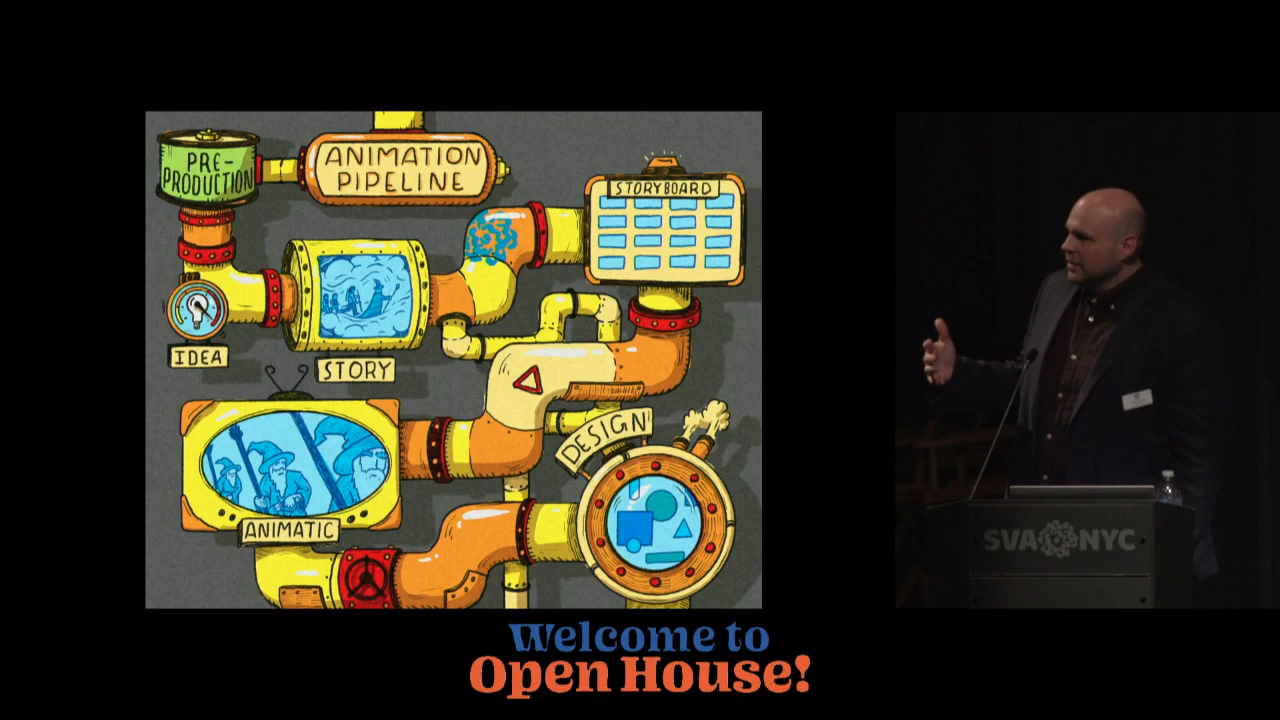 PRE-
PRODUCTION
ANIMATION
PIPELINE
STORYBOARD
IDEA
STORY
DESIGN
ANIMATIC
SVA NYC
Welcome to
Open House!